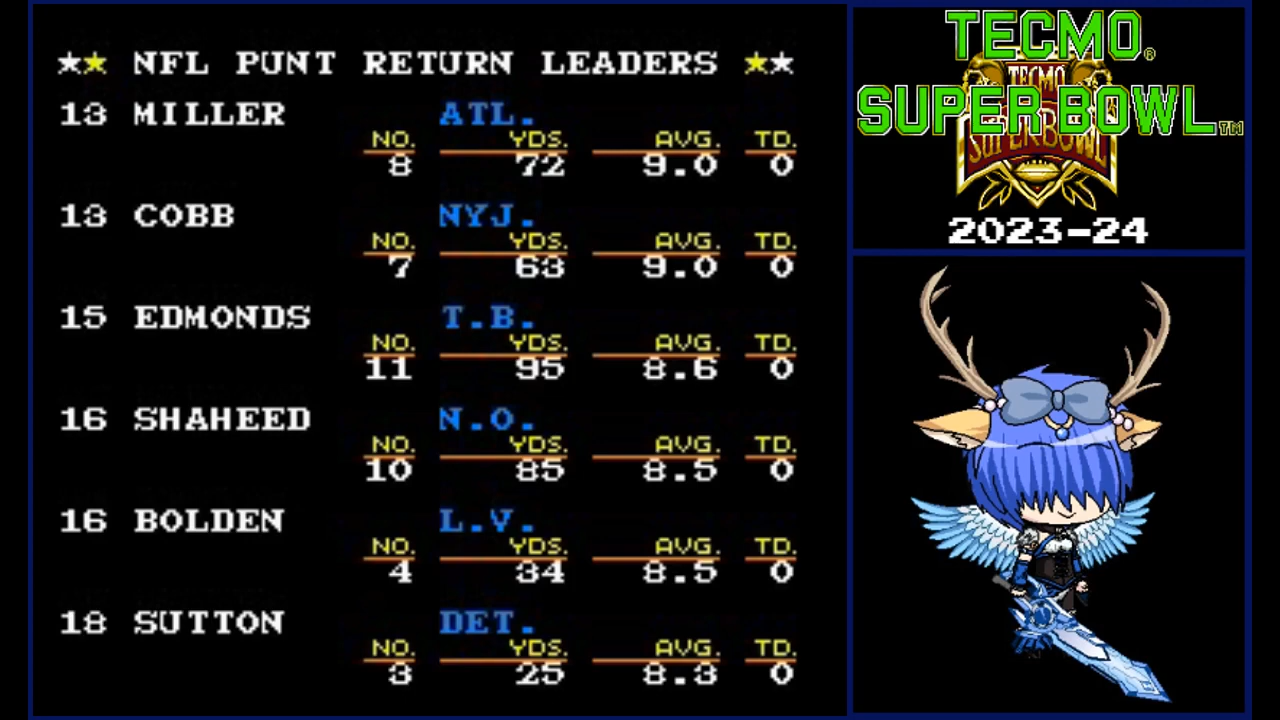 ★★ NFL PUNT RETURN LEADERS ★★
13 MILLER ATL.
NO. YDS. AVG. TD.
8 72 9.0 0
13 COBB NYJ.
NO. YDS. AVG. TD.
7 63 9.0 0
15 EDMONDS T.B.
NO. YDS. AVG. TD.
11 95 8.6 0
16 SHAHEED N.O.
NO. YDS. AVG. TD.
10 85 8.5 0
16 BOLDEN L.V.
NO. YDS. AVG. TD.
4 34 8.5 0
18 SUTTON DET.
NO. YDS. AVG. TD.
3 25 8.3 0
TECMO®
TECMO
SUPER BOWL™
SUPER BOWL
2023-24